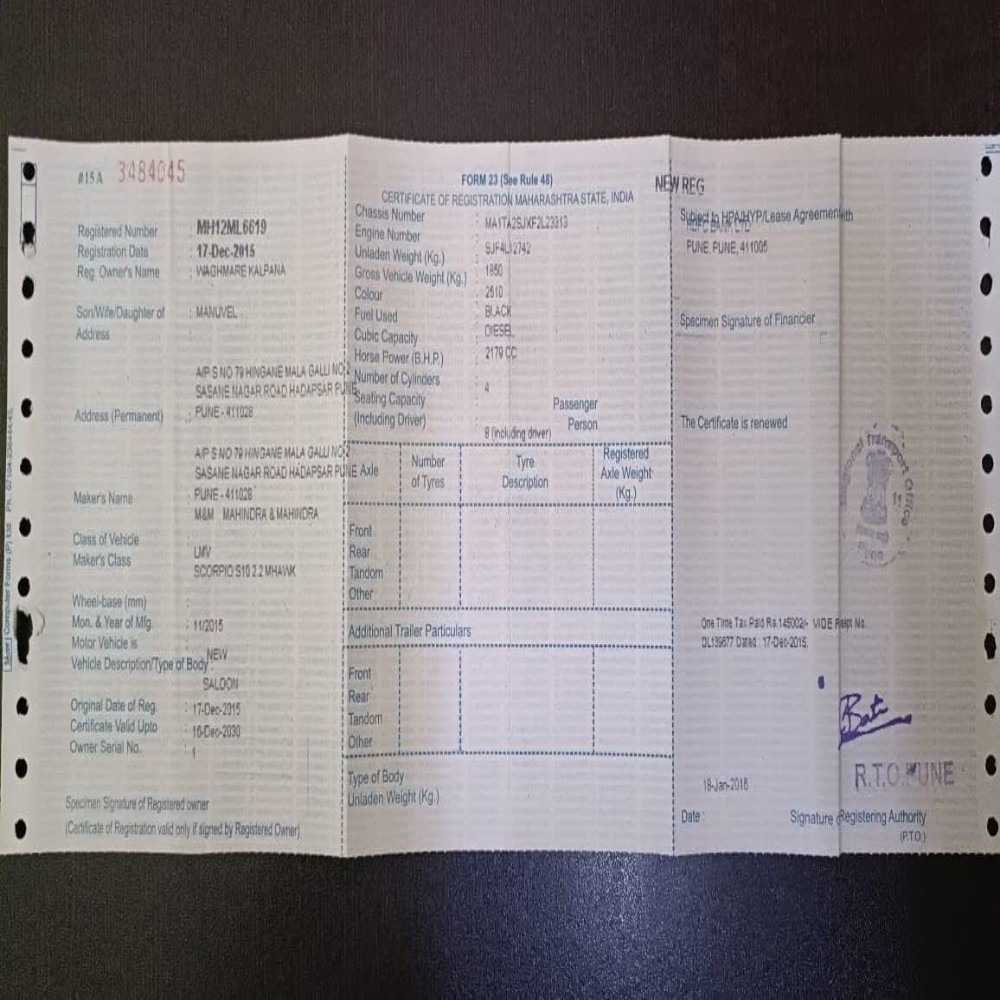 #15A 3484045
FORM 23 (See Rule 48)
CERTIFICATE OF REGISTRATION MAHARASHTRA STATE, INDIA
NEW REG
Registered Number : MH12ML6619
Registration Date : 17-Dec-2015
Reg. Owner's Name : WAGHMARE KALPANA
Son/Wife/Daughter of : MANUVEL
Address
A/P S NO 79 HINGANE MALA GALLI NO 2
SASANE NAGAR ROAD HADAPSAR PUNE
Address (Permanent) : PUNE - 411028
A/P S NO 79 HINGANE MALA GALLI NO 2
SASANE NAGAR ROAD HADAPSAR PUNE
Maker's Name : PUNE - 411028
M&M MAHINDRA & MAHINDRA
Class of Vehicle : LMV
Maker's Class : SCORPIO S10 2.2 MHAWK
Wheel-base (mm) :
Mon. & Year of Mfg. : 11/2015
Motor Vehicle is : NEW
Vehicle Description/Type of Body :
SALOON
Original Date of Reg. : 17-Dec-2015
Certificate Valid Upto : 16-Dec-2030
Owner Serial No. : 1
Specimen Signature of Registered owner
(Certificate of Registration valid only if signed by Registered Owner)
Chassis Number : MA1TA2SJXF2L23313
Engine Number : SJF4L12742
Unladen Weight (Kg.) : 1850
Gross Vehicle Weight (Kg.) : 2510
Colour : BLACK
Fuel Used : DIESEL
Cubic Capacity : 2179 CC
Horse Power (B.H.P.)
Number of Cylinders : 4
Seating Capacity Passenger
(Including Driver) 8 (including driver) Person
Axle Number of Tyres Tyre Description Registered Axle Weight (Kg.)
Front
Rear
Tandom
Other
Additional Trailer Particulars
Front
Rear
Tandom
Other
Type of Body
Unladen Weight (Kg.)
Subject to HPA/HYP/Lease Agreement with
HDFC BANK LTD
PUNE, PUNE, 411005
Specimen Signature of Financier
The Certificate is renewed
Regional Transport Office
One Time Tax Paid Rs.145002/- VIDE Reipt No.
DL139877 Dated : 17-Dec-2015.
R.T.O. PUNE
18-Jan-2016
Date :
Signature Registering Authority
(P.T.O.)